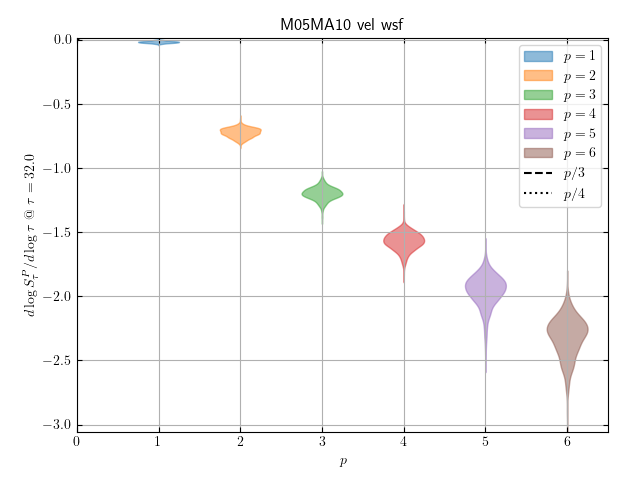 M05MA10 vel wsf
0.0
−0.5
−1.0
−1.5
−2.0
−2.5
−3.0
d log S_τ^P / d log τ @ τ = 32.0
0 1 2 3 4 5 6
p
p = 1
p = 2
p = 3
p = 4
p = 5
p = 6
p/3
p/4